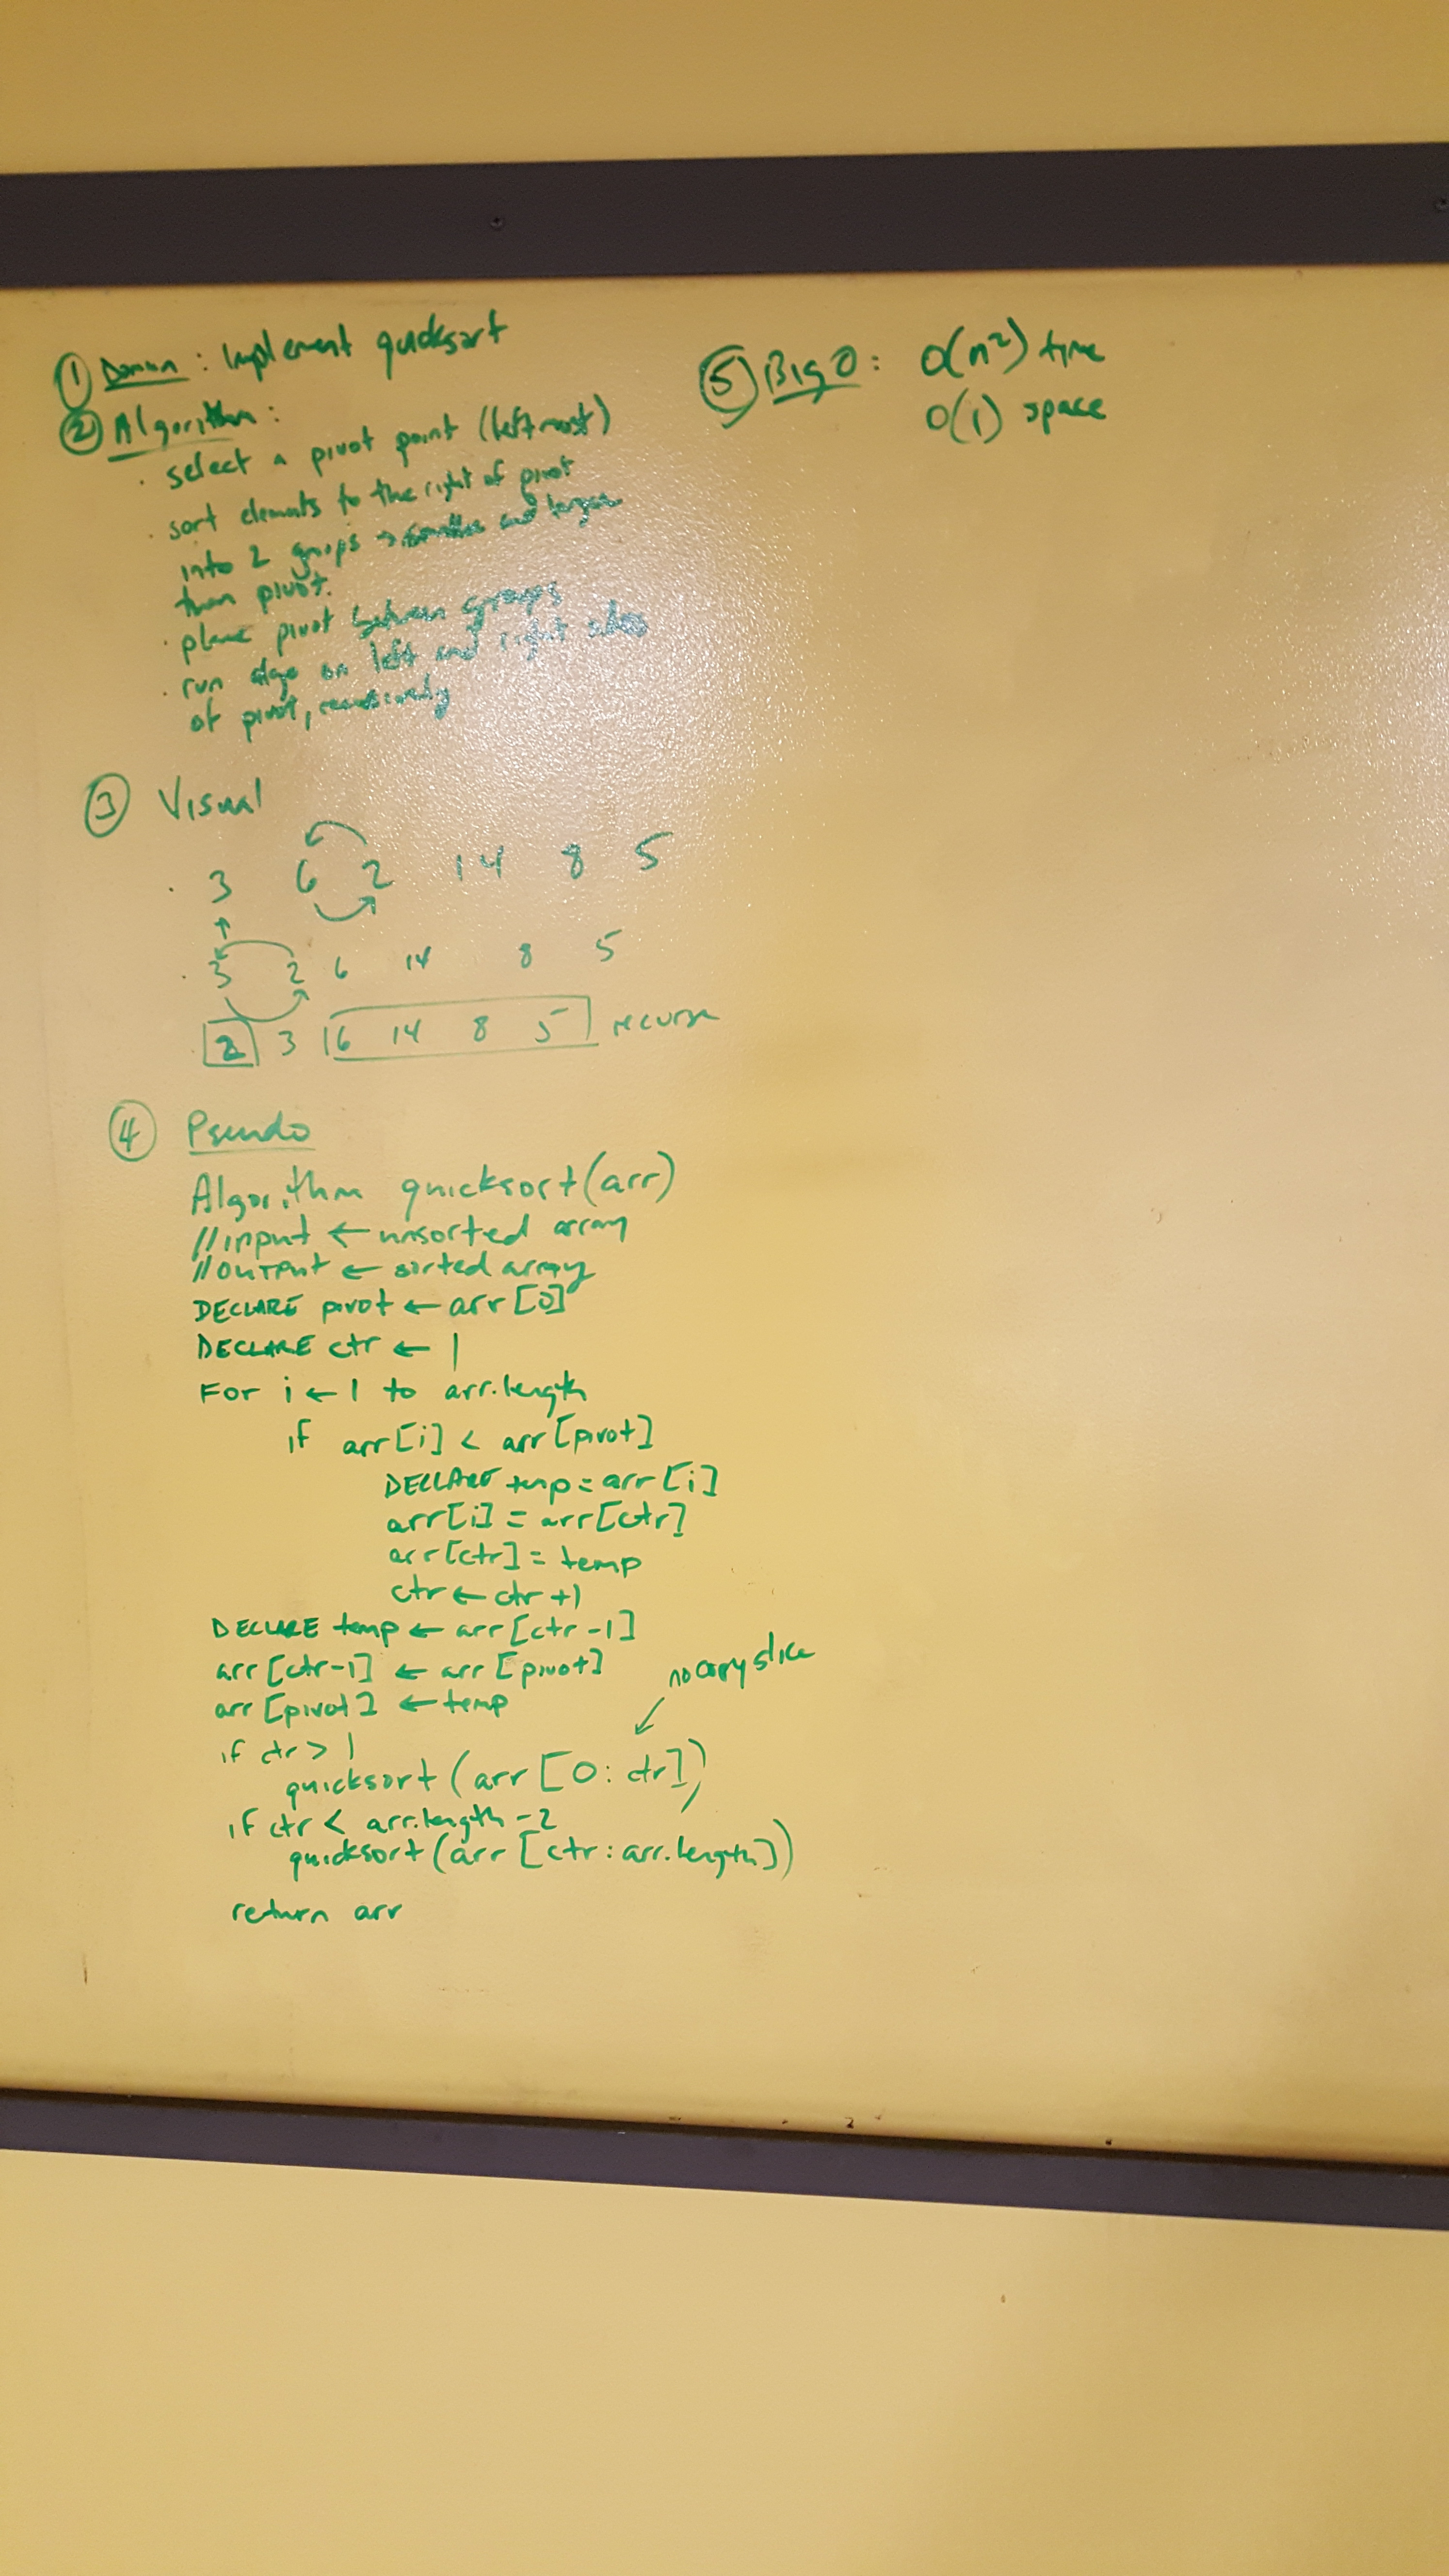 ① Domain: Implement quicksort
② Algorithm:
· select a pivot point (leftmost)
· sort elements to the right of pivot
into 2 groups → smaller and larger
than pivot.
· place pivot between groups
· run algo on left and right sides
of pivot, recursively
③ Visual
· 3 6 2 14 8 5
· 3 2 6 14 8 5
2 3 6 14 8 5 recurse
④ Pseudo
Algorithm quicksort(arr)
//input ← unsorted array
//OUTPUT ← sorted array
DECLARE pivot ← arr[0]
DECLARE ctr ← 1
For i ← 1 to arr.length
if arr[i] < arr[pivot]
DECLARE temp = arr[i]
arr[i] = arr[ctr]
arr[ctr] = temp
ctr ← ctr +1
DECLARE temp ← arr[ctr-1]
arr[ctr-1] ← arr[pivot]
arr[pivot] ← temp
no copy slice
if ctr > 1
quicksort(arr[0:ctr])
if ctr < arr.length -2
quicksort(arr[ctr:arr.length])
return arr
⑤ Big O: O(n²) time
O(1) space